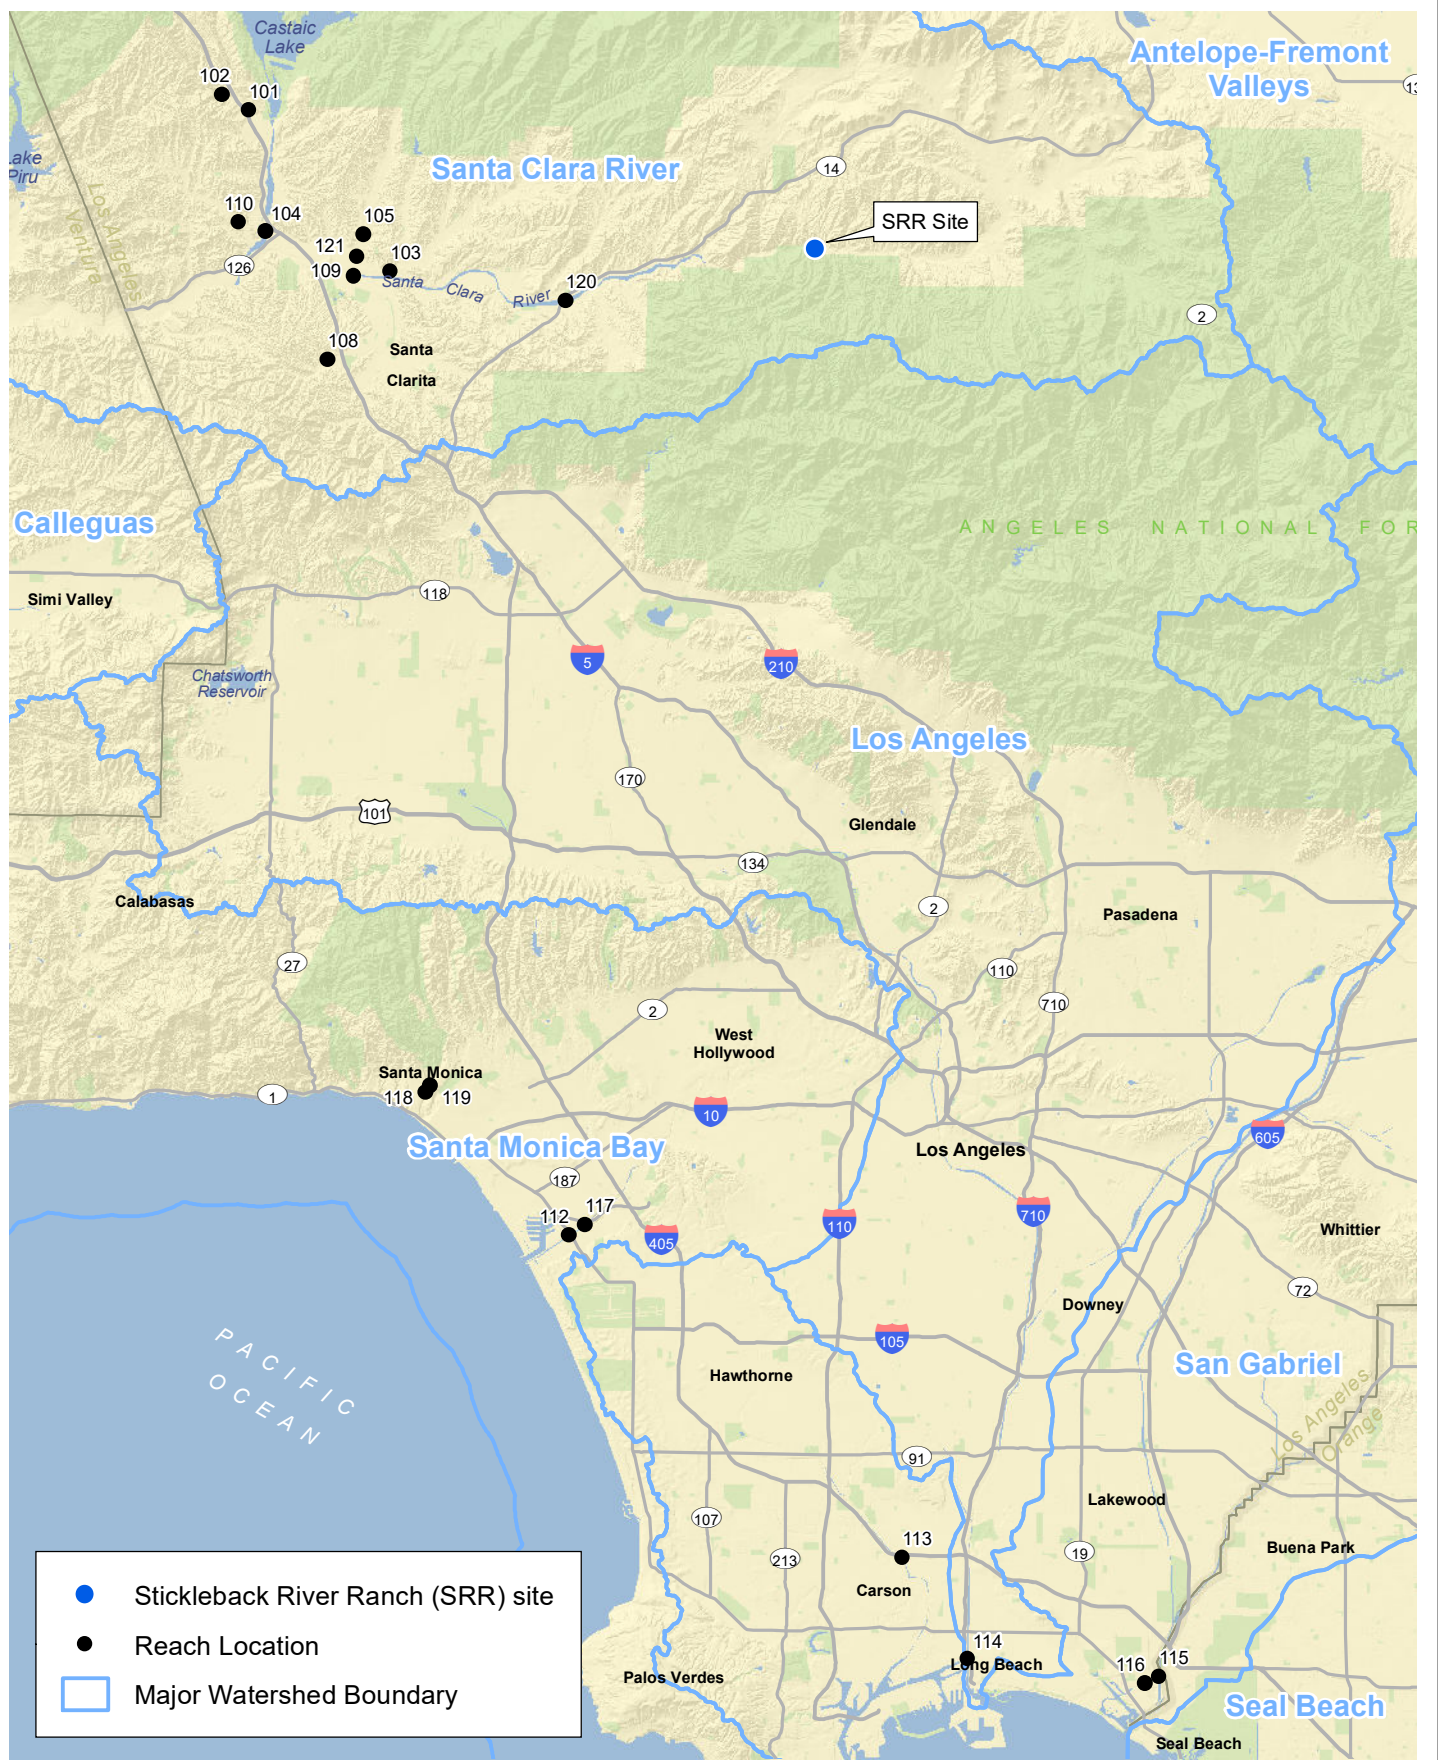 Castaic
Lake
Antelope-Fremont
Valleys
102
101
14
Lake
Piru
Santa Clara River
Los Angeles
Ventura
110
104
105
121
103
109
126
Santa Clara River
120
SRR Site
2
108
Santa
Clarita
Calleguas
ANGELES NATIONAL FOR
Simi Valley
118
5
210
Chatsworth
Reservoir
Los Angeles
170
101
Glendale
134
Calabasas
2
Pasadena
27
110
710
2
West
Hollywood
Santa Monica
118
119
1
10
605
Santa Monica Bay
Los Angeles
187
112
117
405
110
710
Whittier
72
Downey
105
PACIFIC
OCEAN
Hawthorne
San Gabriel
Los Angeles
Orange
91
Lakewood
107
213
113
19
Buena Park
Carson
114
Long Beach
116
115
Palos Verdes
Seal Beach
Seal Beach
Stickleback River Ranch (SRR) site
Reach Location
Major Watershed Boundary